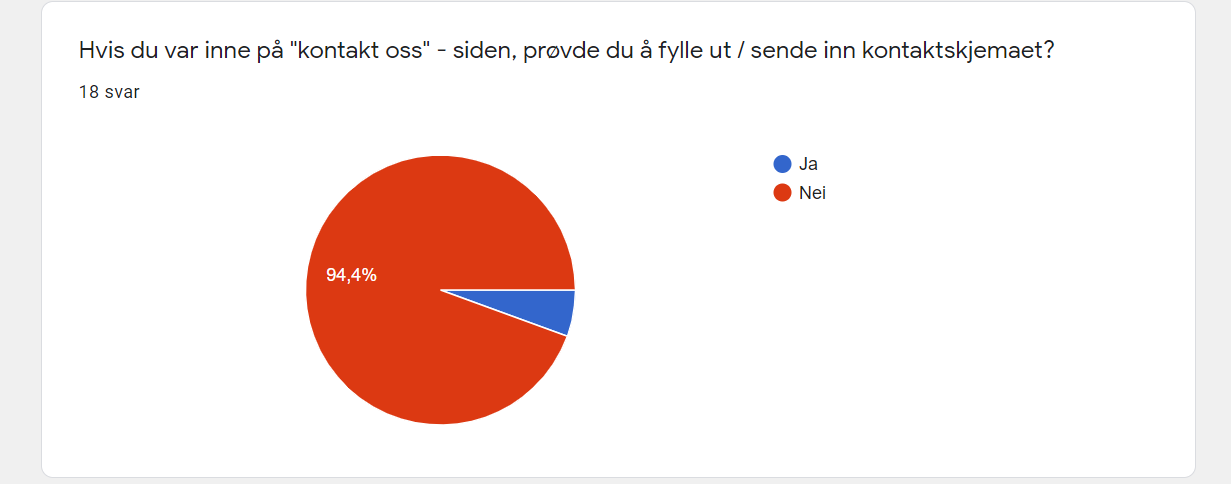 Hvis du var inne på "kontakt oss" - siden, prøvde du å fylle ut / sende inn kontaktskjemaet?
18 svar
Ja
Nei
94,4%